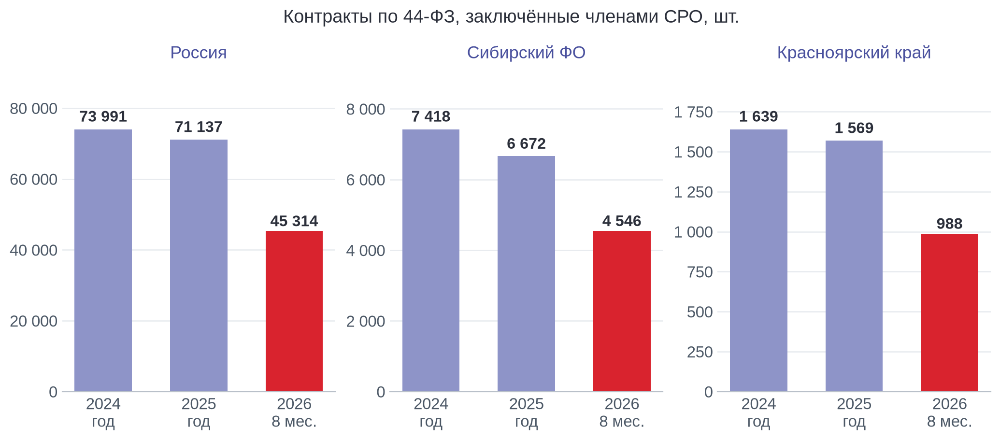 Контракты по 44-ФЗ, заключённые членами СРО, шт.
Россия
80 000
60 000
40 000
20 000
0
73 991
71 137
45 314
2024
год
2025
год
2026
8 мес.
Сибирский ФО
8 000
6 000
4 000
2 000
0
7 418
6 672
4 546
2024
год
2025
год
2026
8 мес.
Красноярский край
1 750
1 500
1 250
1 000
750
500
250
0
1 639
1 569
988
2024
год
2025
год
2026
8 мес.